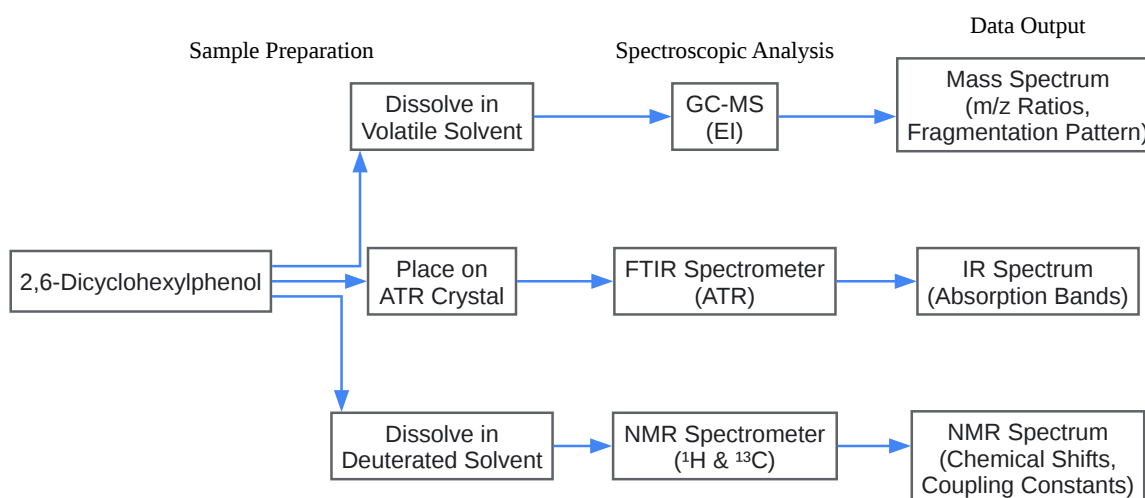 Sample Preparation
Spectroscopic Analysis
Data Output
Dissolve in
Volatile Solvent
GC-MS
(EI)
Mass Spectrum
(m/z Ratios,
Fragmentation Pattern)
2,6-Dicyclohexylphenol
Place on
ATR Crystal
FTIR Spectrometer
(ATR)
IR Spectrum
(Absorption Bands)
Dissolve in
Deuterated Solvent
NMR Spectrometer
(¹H & ¹³C)
NMR Spectrum
(Chemical Shifts,
Coupling Constants)